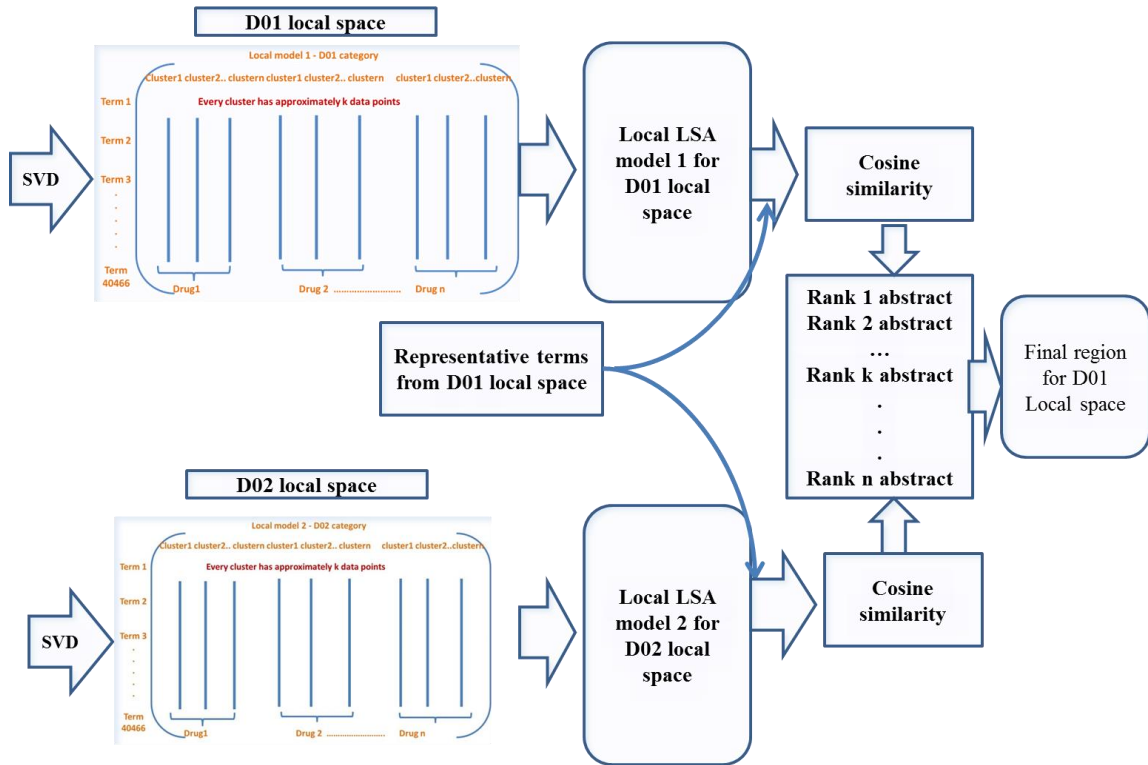 D01 local space
Local model 1 - D01 category
Cluster1 cluster2.. clustern cluster1 cluster2.. clustern cluster1 cluster2..clustern
Term 1
Every cluster has approximately k data points
Term 2
Term 3
.
.
.
.
.
Term
40466
Drug1
Drug 2 ........................
Drug n
SVD
Local LSA
model 1 for
D01 local
space
Cosine
similarity
Representative terms
from D01 local space
Rank 1 abstract
Rank 2 abstract
...
Rank k abstract
.
.
.
Rank n abstract
Final region
for D01
Local space
D02 local space
Local model 2 - D02 category
Cluster1 cluster2.. clustern cluster1 cluster2.. clustern cluster1 cluster2..clustern
Term 1
Every cluster has approximately k data points
Term 2
Term 3
.
.
.
.
.
Term
40466
Drug1
Drug 2 ........................
Drug n
SVD
Local LSA
model 2 for
D02 local
space
Cosine
similarity